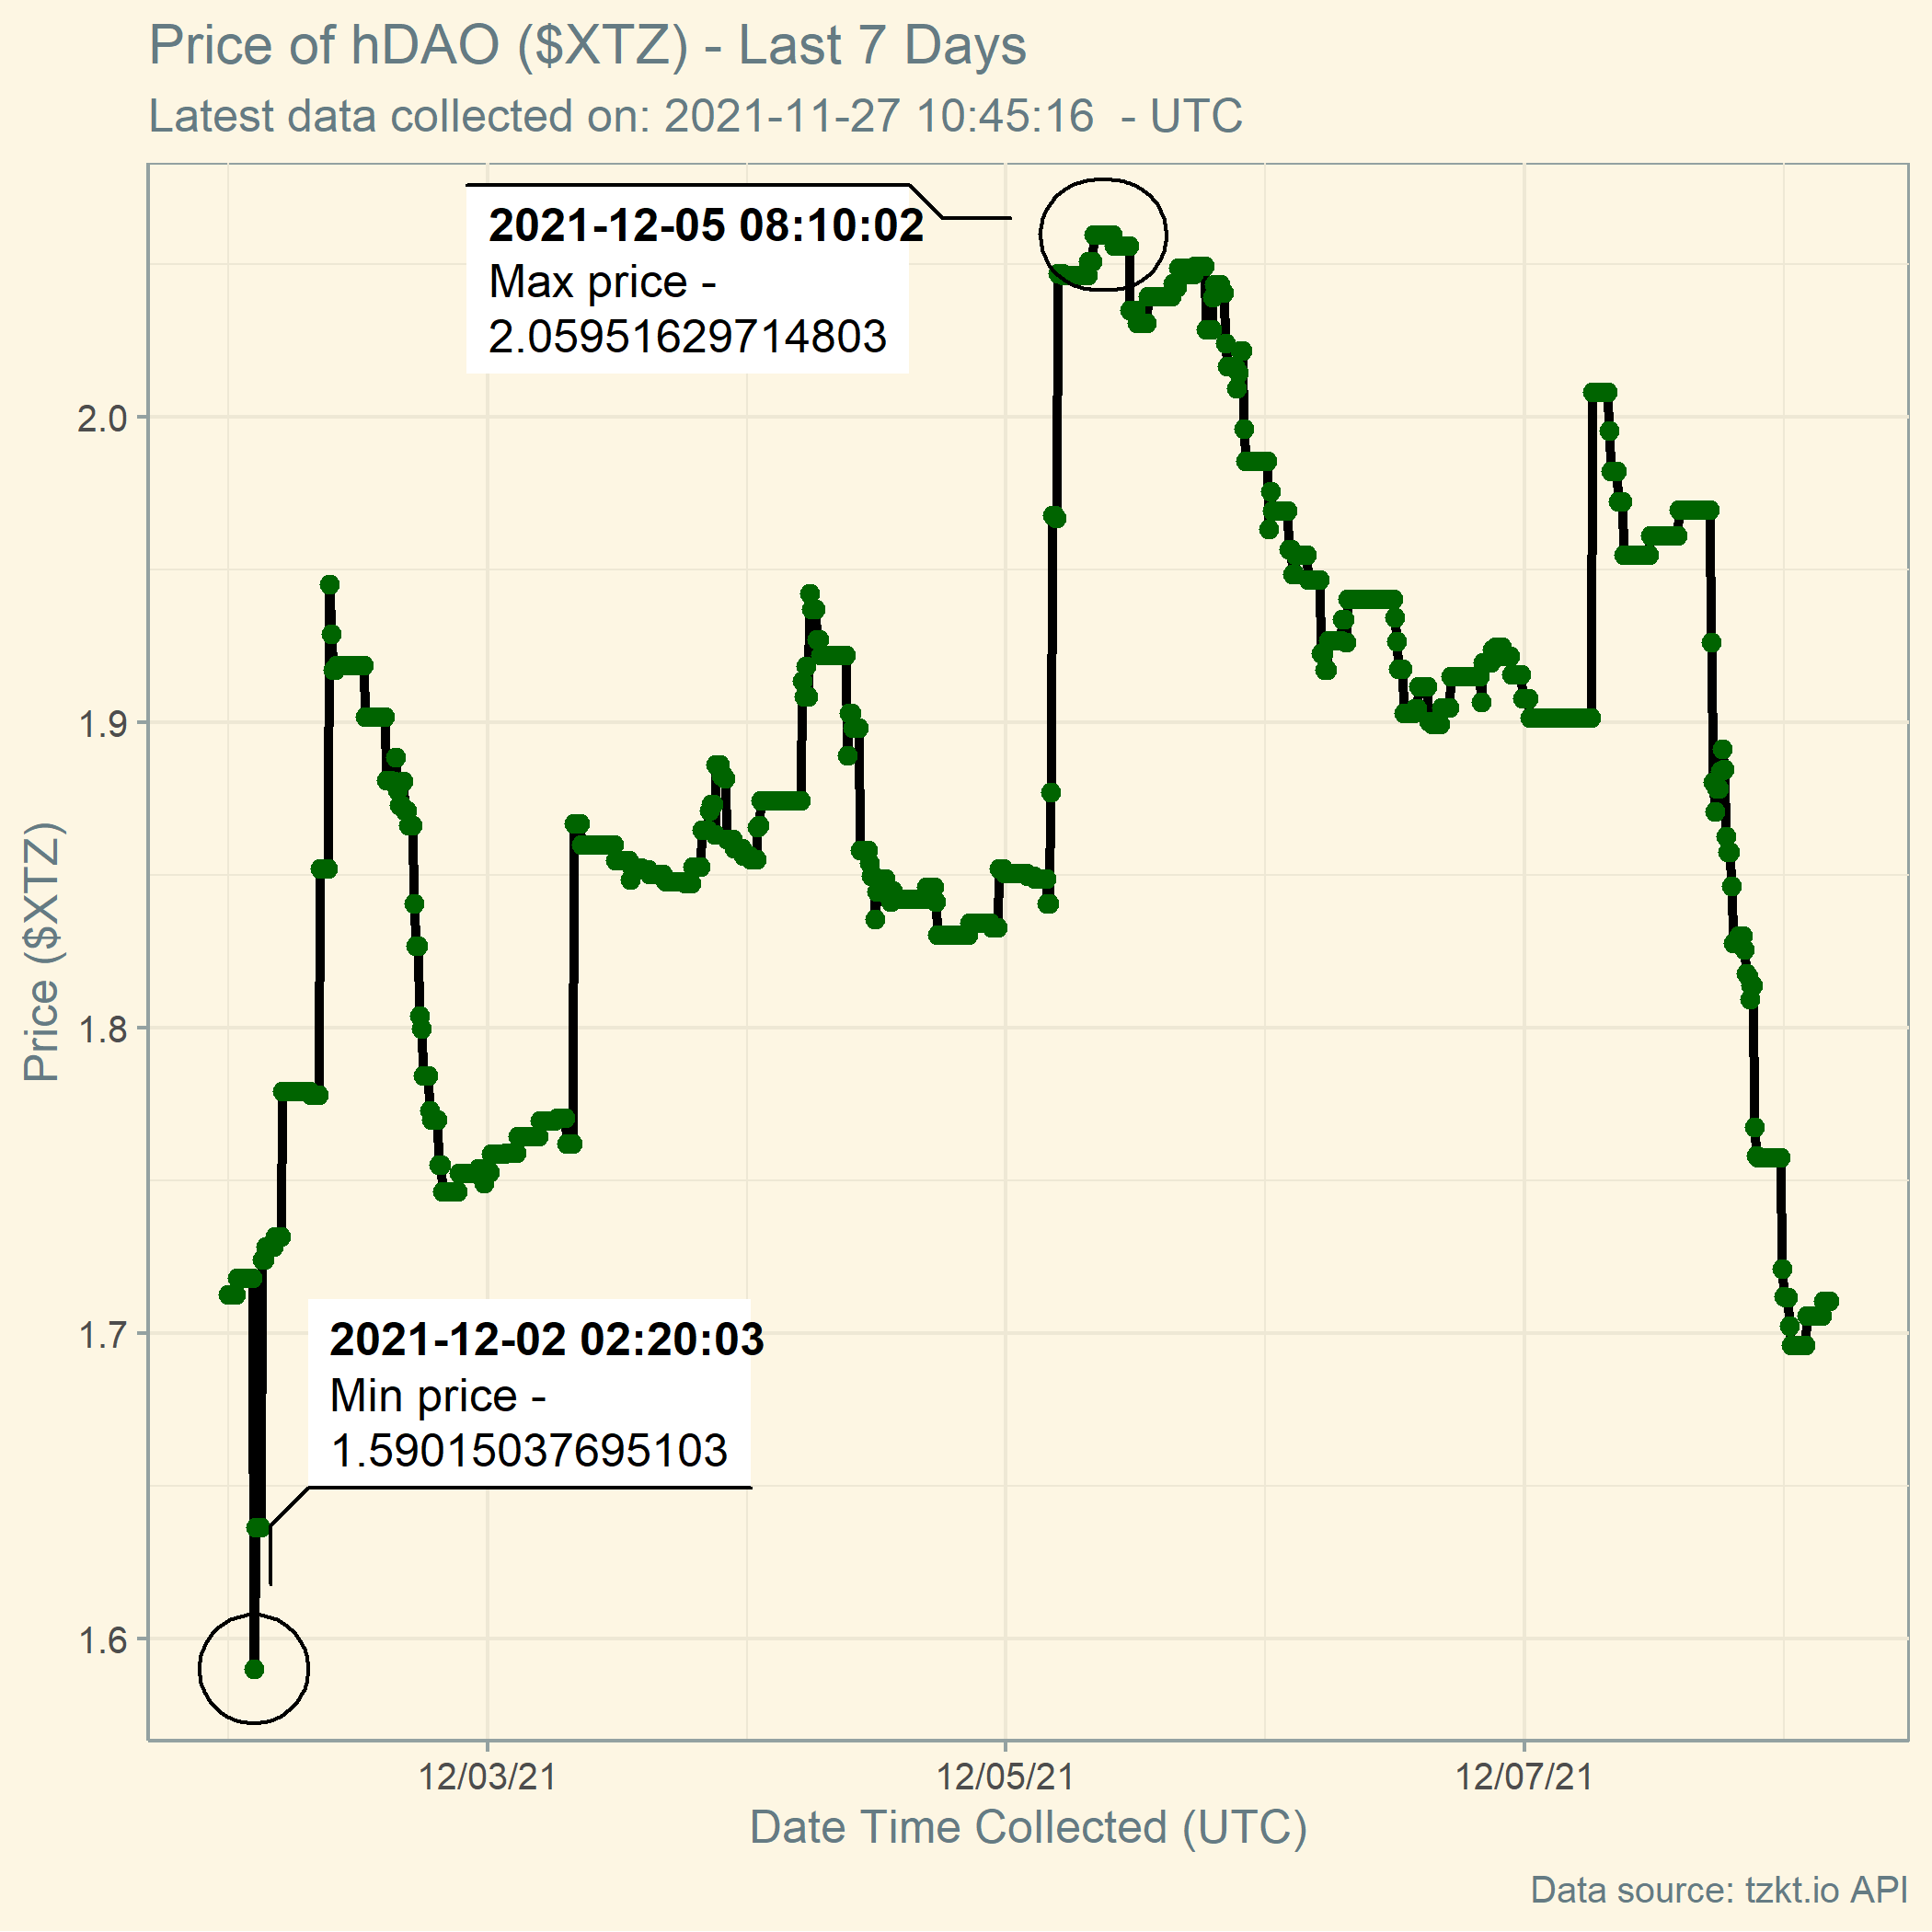 Price of hDAO ($XTZ) - Last 7 Days
Latest data collected on: 2021-11-27 10:45:16  - UTC
2021-12-05 08:10:02
Max price -
2.05951629714803
2.0
1.9
1.8
1.7
1.6
Price ($XTZ)
2021-12-02 02:20:03
Min price -
1.59015037695103
12/03/21
12/05/21
12/07/21
Date Time Collected (UTC)
Data source: tzkt.io API